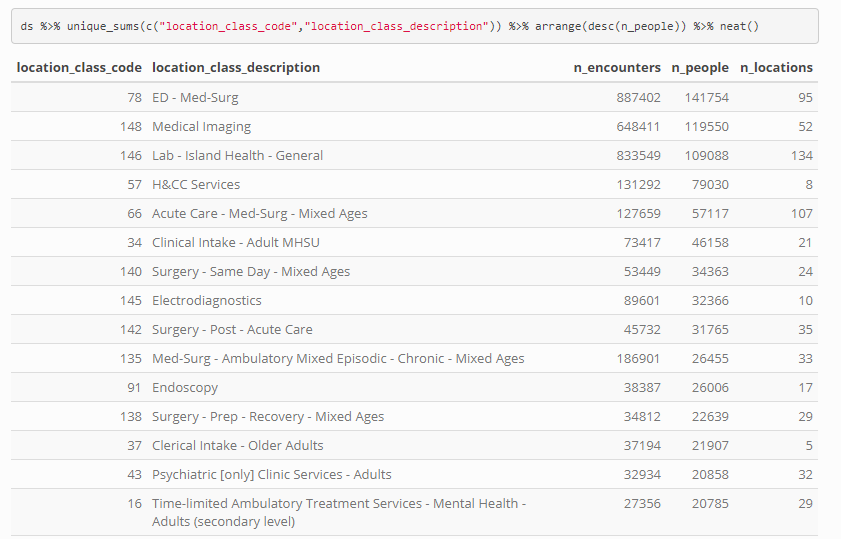 ds %>% unique_sums(c("location_class_code","location_class_description")) %>% arrange(desc(n_people)) %>% neat()
location_class_code location_class_description n_encounters n_people n_locations
78 ED - Med-Surg 887402 141754 95
148 Medical Imaging 648411 119550 52
146 Lab - Island Health - General 833549 109088 134
57 H&CC Services 131292 79030 8
66 Acute Care - Med-Surg - Mixed Ages 127659 57117 107
34 Clinical Intake - Adult MHSU 73417 46158 21
140 Surgery - Same Day - Mixed Ages 53449 34363 24
145 Electrodiagnostics 89601 32366 10
142 Surgery - Post - Acute Care 45732 31765 35
135 Med-Surg - Ambulatory Mixed Episodic - Chronic - Mixed Ages 186901 26455 33
91 Endoscopy 38387 26006 17
138 Surgery - Prep - Recovery - Mixed Ages 34812 22639 29
37 Clerical Intake - Older Adults 37194 21907 5
43 Psychiatric [only] Clinic Services - Adults 32934 20858 32
16 Time-limited Ambulatory Treatment Services - Mental Health - 27356 20785 29
Adults (secondary level)